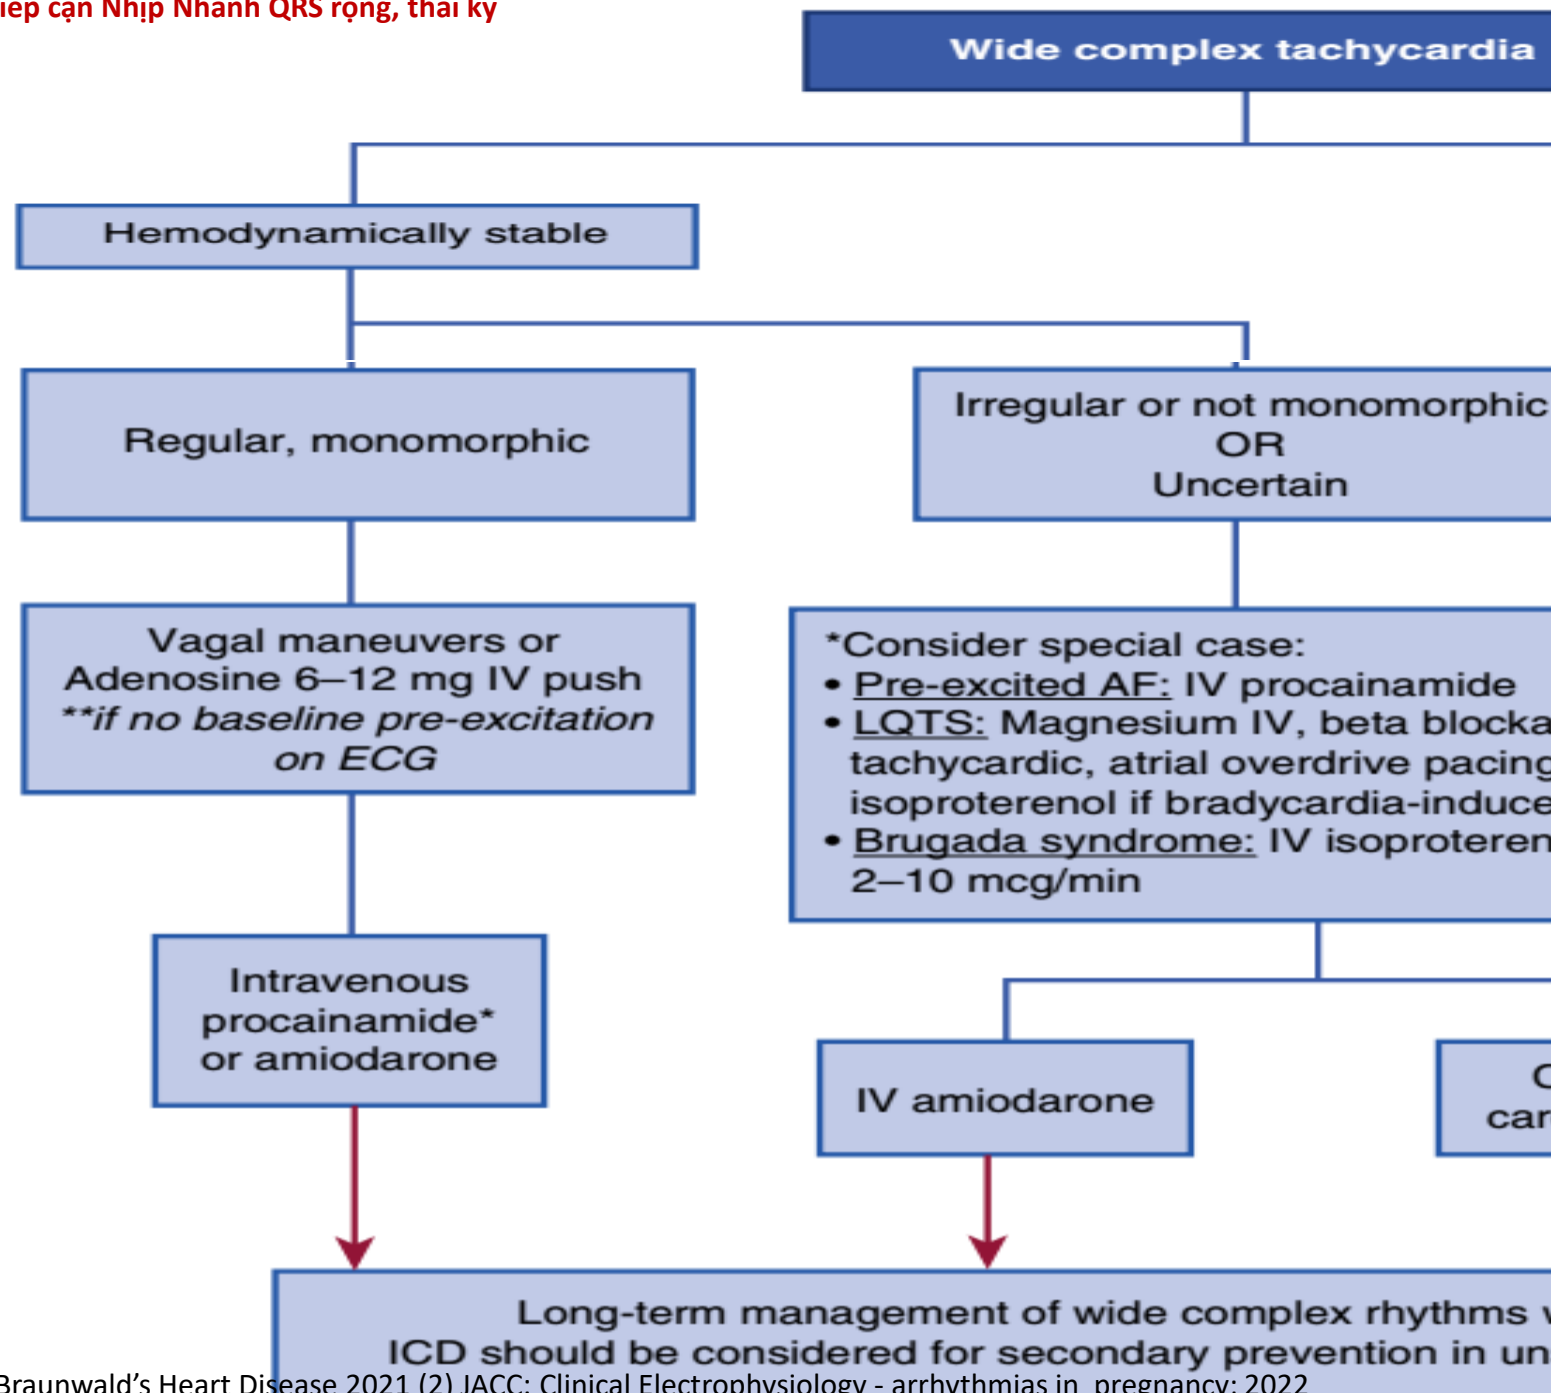 iếp cận Nhịp Nhanh QRS rộng, thai kỳ
Wide complex tachycardia
Hemodynamically stable
Regular, monomorphic
Irregular or not monomorphic
OR
Uncertain
Vagal maneuvers or
Adenosine 6–12 mg IV push
**if no baseline pre-excitation
on ECG
*Consider special case:
• Pre-excited AF: IV procainamide
• LQTS: Magnesium IV, beta blocka
tachycardic, atrial overdrive pacing
isoproterenol if bradycardia-induce
• Brugada syndrome: IV isoproteren
2–10 mcg/min
Intravenous
procainamide*
or amiodarone
IV amiodarone
C
car
Long-term management of wide complex rhythms w
ICD should be considered for secondary prevention in un
Braunwald's Heart Disease 2021 (2) JACC: Clinical Electrophysiology - arrhythmias in pregnancy: 2022